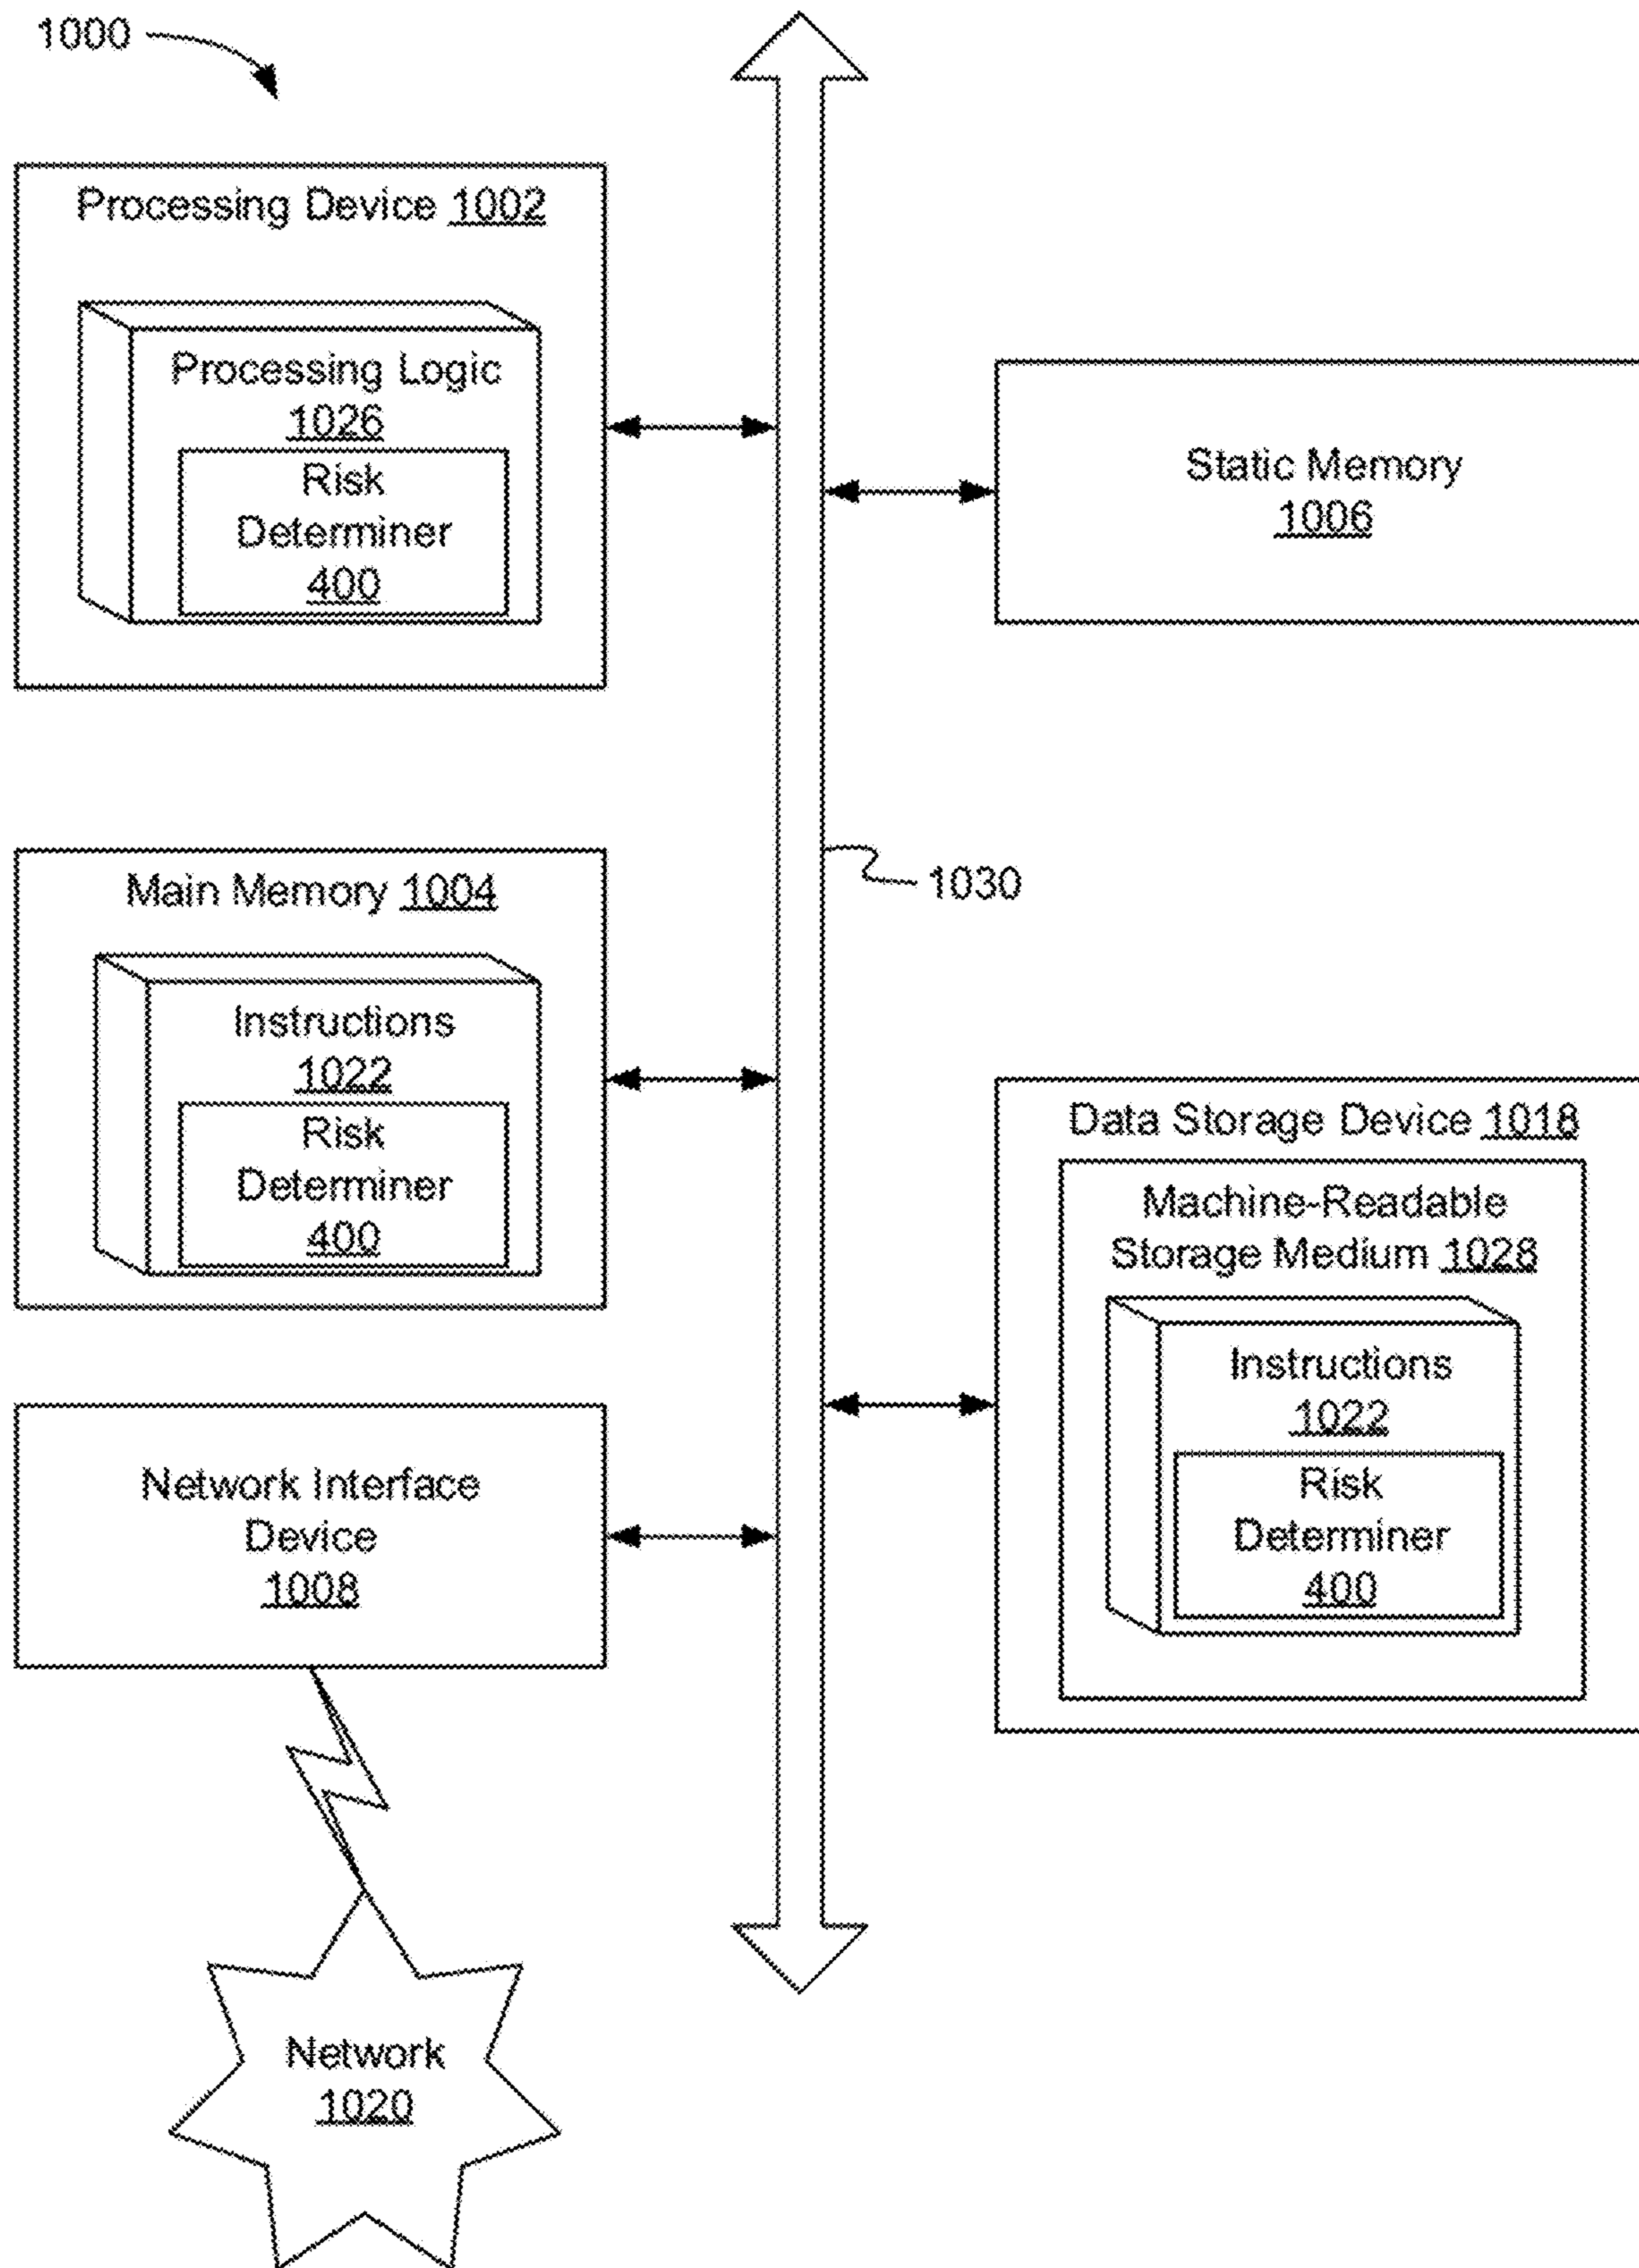 1000
Processing Device 1002
Processing Logic
1026
Risk
Determiner
400
Static Memory
1006
1030
Main Memory 1004
Instructions
1022
Risk
Determiner
400
Data Storage Device 1018
Machine-Readable
Storage Medium 1028
Instructions
1022
Risk
Determiner
400
Network Interface
Device
1008
Network
1020